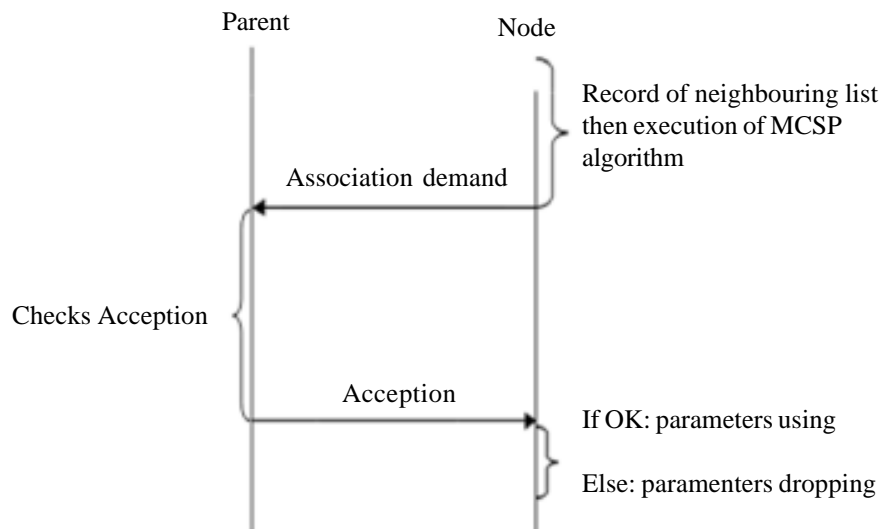 Parent
Node
Record of neighbouring list
then execution of MCSP
algorithm
Association demand
Checks Acception
Acception
If OK: parameters using
Else: paramenters dropping